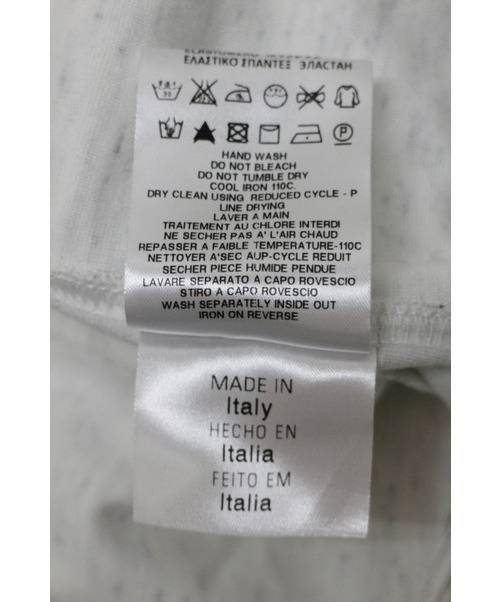 ΕΛΑΣΤΙΚΟ ΣΠΑΝΤΕΞ ЭЛАСТАН
HAND WASH
DO NOT BLEACH
DO NOT TUMBLE DRY
COOL IRON 110C.
DRY CLEAN USING REDUCED CYCLE - P
LINE DRYING
LAVER A MAIN
TRAITEMENT AU CHLORE INTERDI
NE SECHER PAS A' L'AIR CHAUD
REPASSER A FAIBLE TEMPERATURE-110C
NETTOYER A'SEC AUP-CYCLE REDUIT
SECHER PIECE HUMIDE PENDUE
LAVARE SEPARATO A CAPO ROVESCIO
STIRO A CAPO ROVESCIO
WASH SEPARATELY INSIDE OUT
IRON ON REVERSE
MADE IN
Italy
HECHO EN
Italia
FEITO EM
Italia